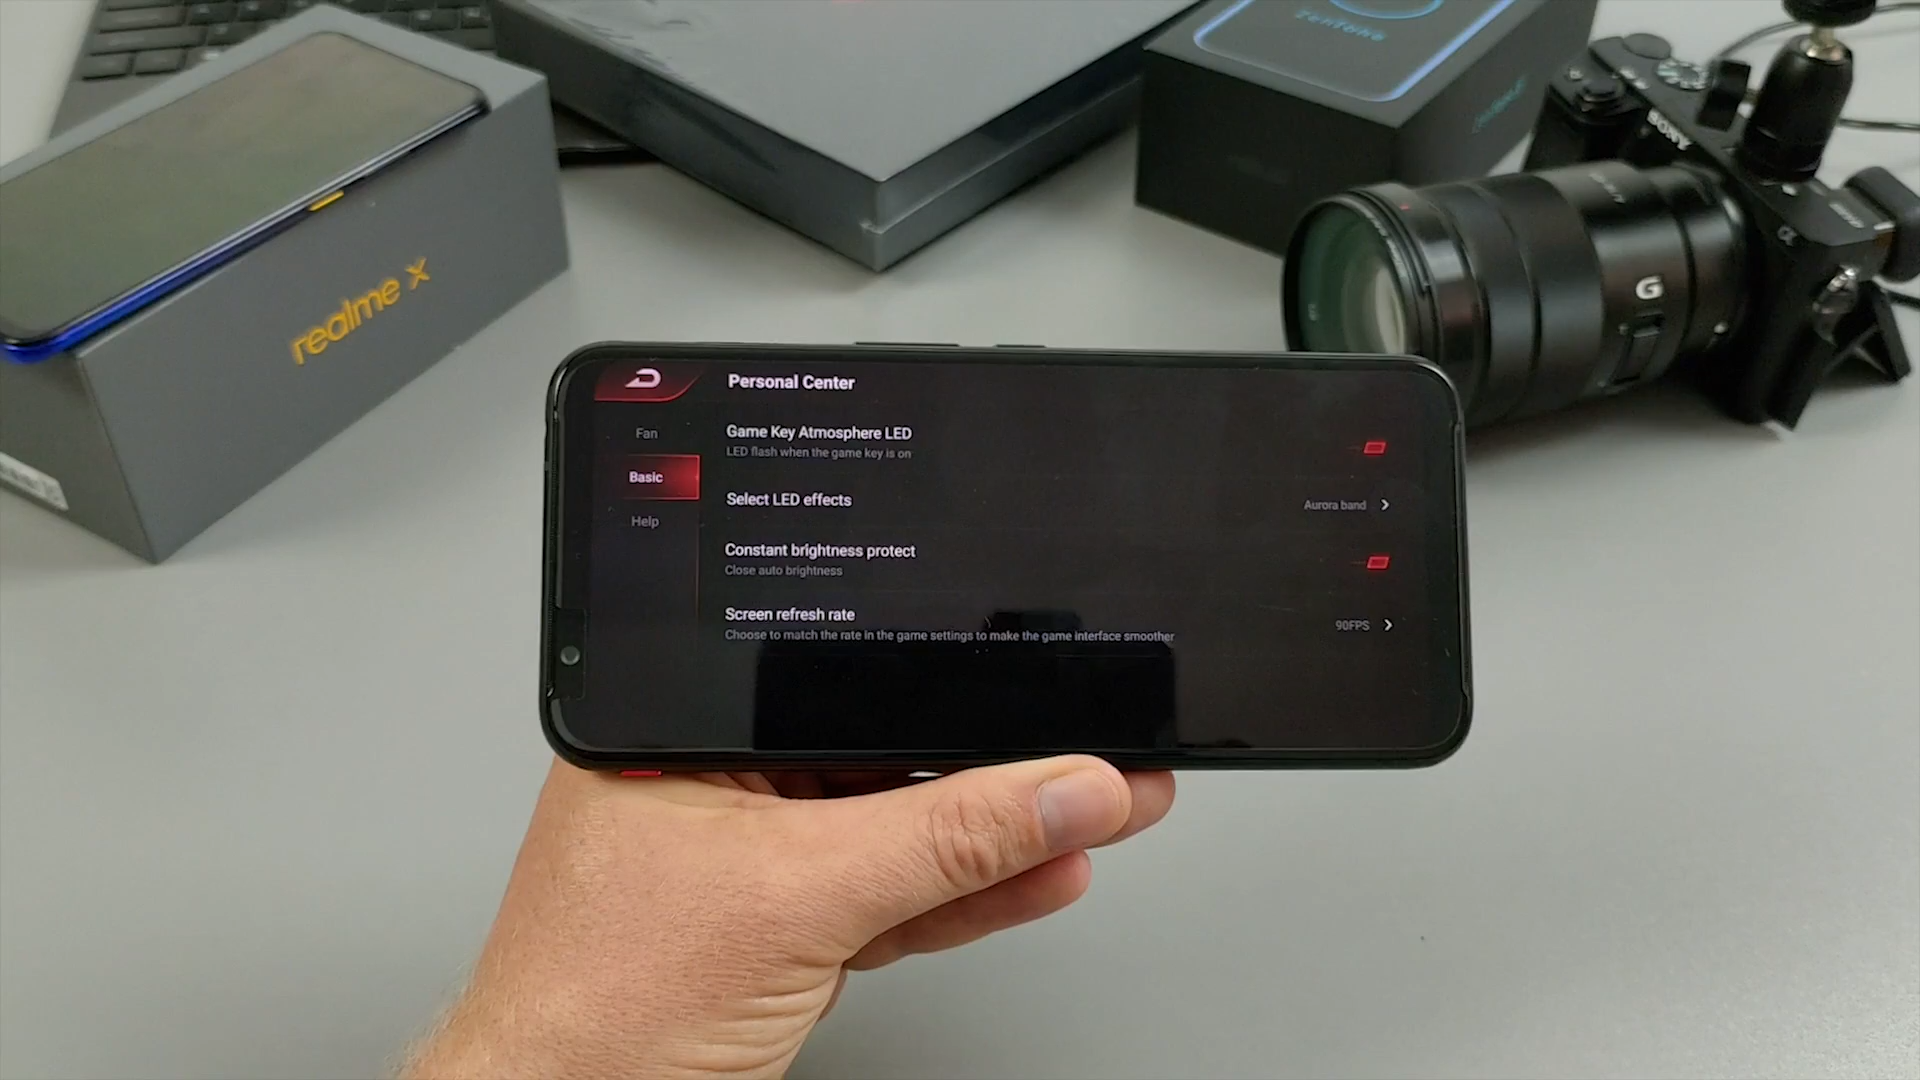 Zenfone
SONY
G
realme X
Personal Center
Fan
Basic
Help
Game Key Atmosphere LED
LED flash when the game key is on
Select LED effects
Aurora band
Constant brightness protect
Close auto brightness
Screen refresh rate
Choose to match the rate in the game settings to make the game interface smoother
90FPS